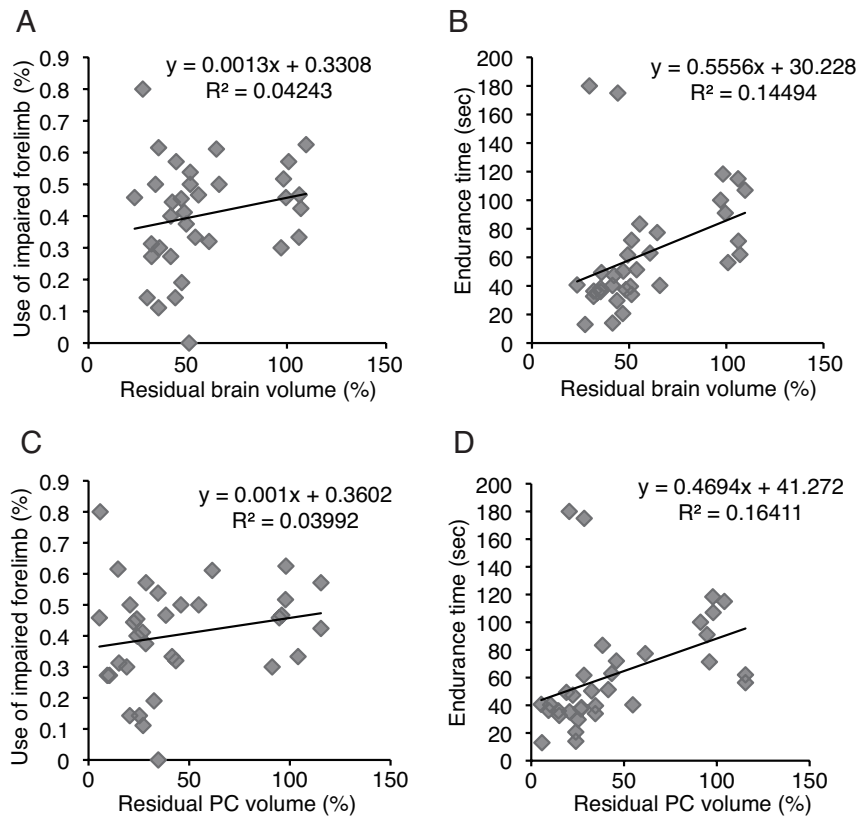 A
y = 0.0013x + 0.3308
R² = 0.04243
Use of impaired forelimb (%)
0.9
0.8
0.7
0.6
0.5
0.4
0.3
0.2
0.1
0
0 50 100 150
Residual brain volume (%)
B
y = 0.5556x + 30.228
R² = 0.14494
Endurance time (sec)
200
180
160
140
120
100
80
60
40
20
0
0 50 100 150
Residual brain volume (%)
C
y = 0.001x + 0.3602
R² = 0.03992
Use of impaired forelimb (%)
0.9
0.8
0.7
0.6
0.5
0.4
0.3
0.2
0.1
0
0 50 100 150
Residual PC volume (%)
D
y = 0.4694x + 41.272
R² = 0.16411
Endurance time (sec)
200
180
160
140
120
100
80
60
40
20
0
0 50 100 150
Residual PC volume (%)